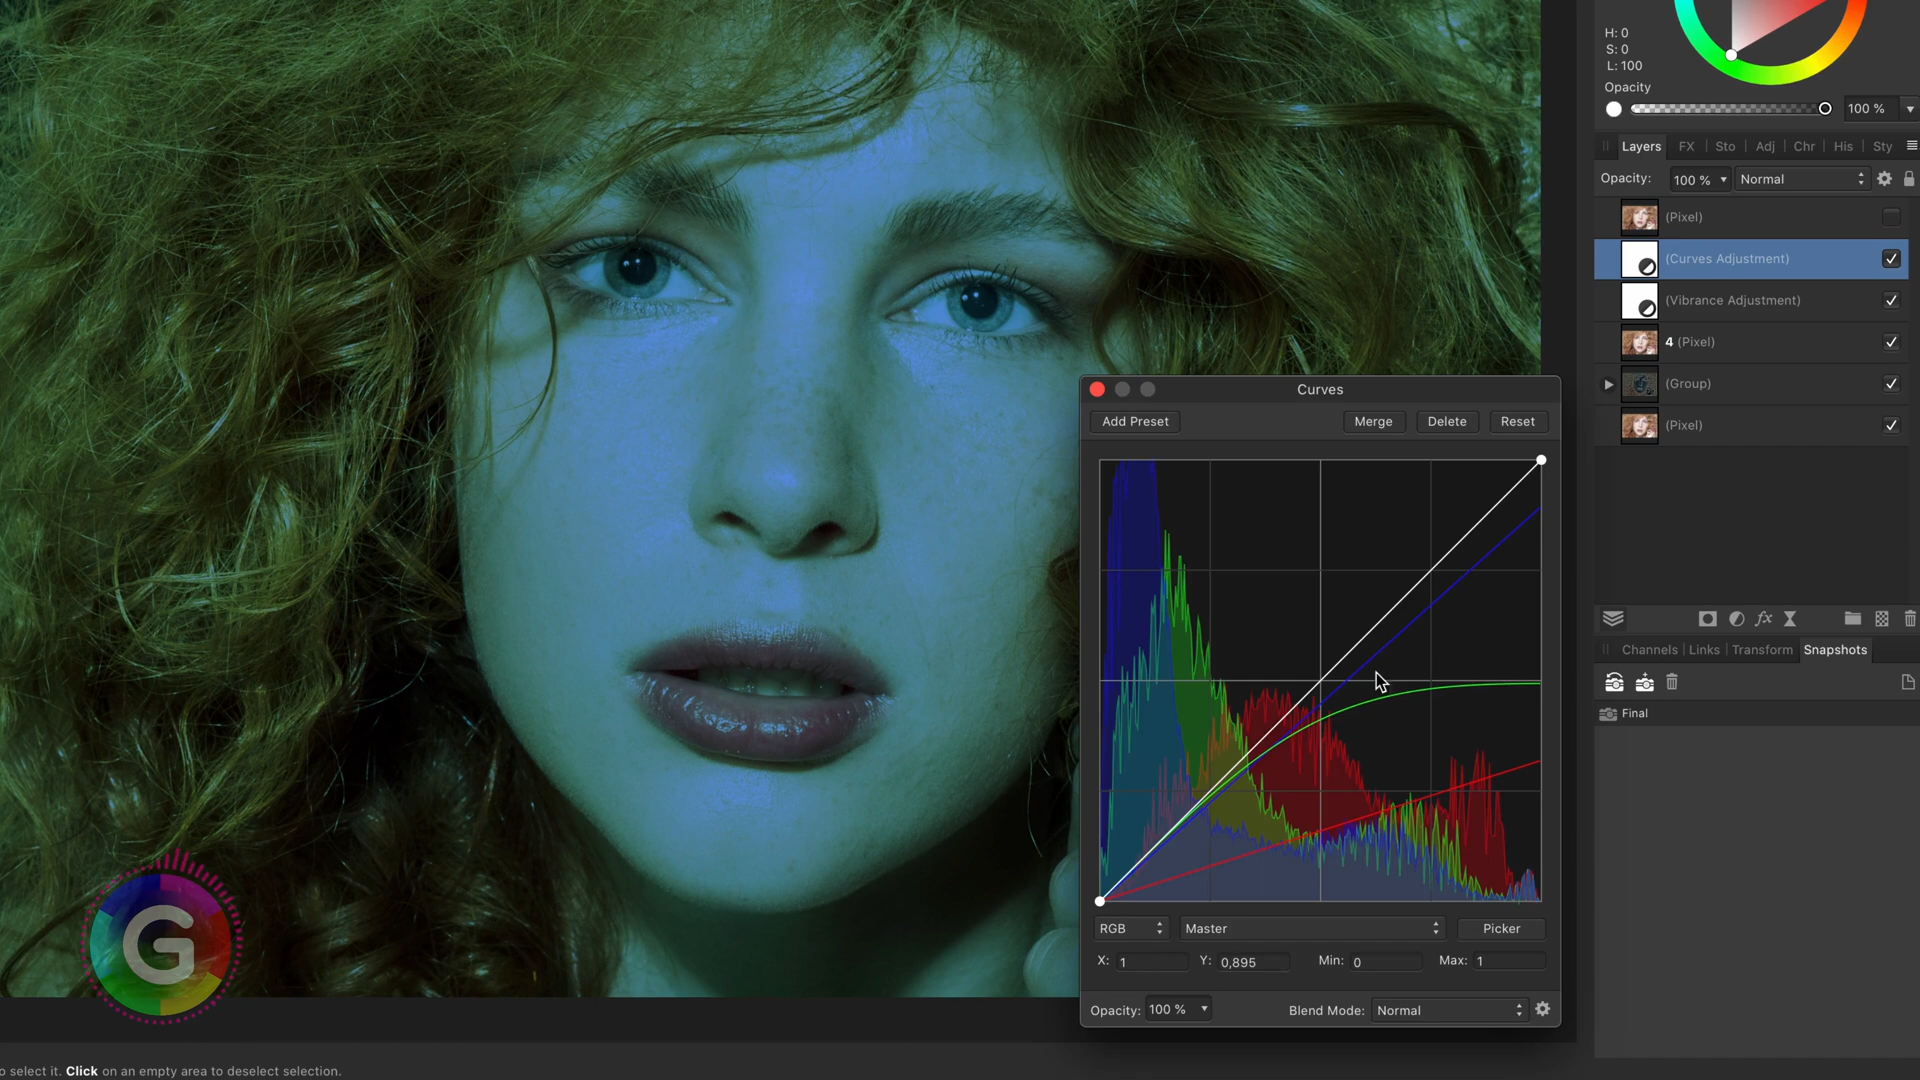 H: 0
S: 0
L: 100
Opacity
100 %
Layers FX Sto Adj Chr His Sty
Opacity: 100 % Normal
(Pixel)
(Curves Adjustment)
(Vibrance Adjustment)
4 (Pixel)
(Group)
(Pixel)
fx
Channels Links Transform Snapshots
Final
Curves
Add Preset Merge Delete Reset
RGB Master Picker
X: 1 Y: 0,895 Min: 0 Max: 1
Opacity: 100 % Blend Mode: Normal
G
o select it. Click on an empty area to deselect selection.